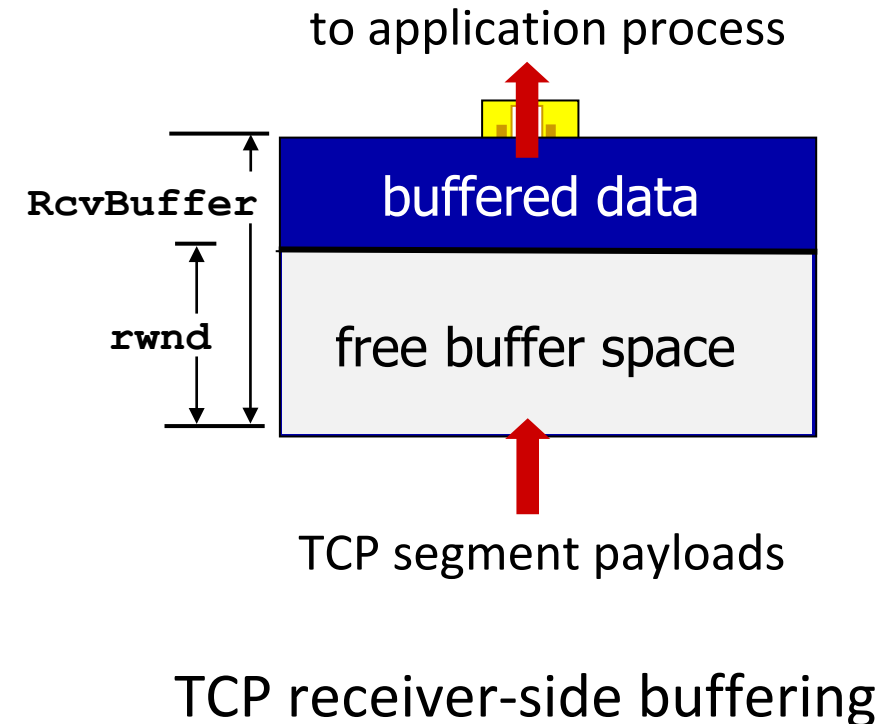 to application process
RcvBuffer
buffered data
rwnd
free buffer space
TCP segment payloads
TCP receiver-side buffering